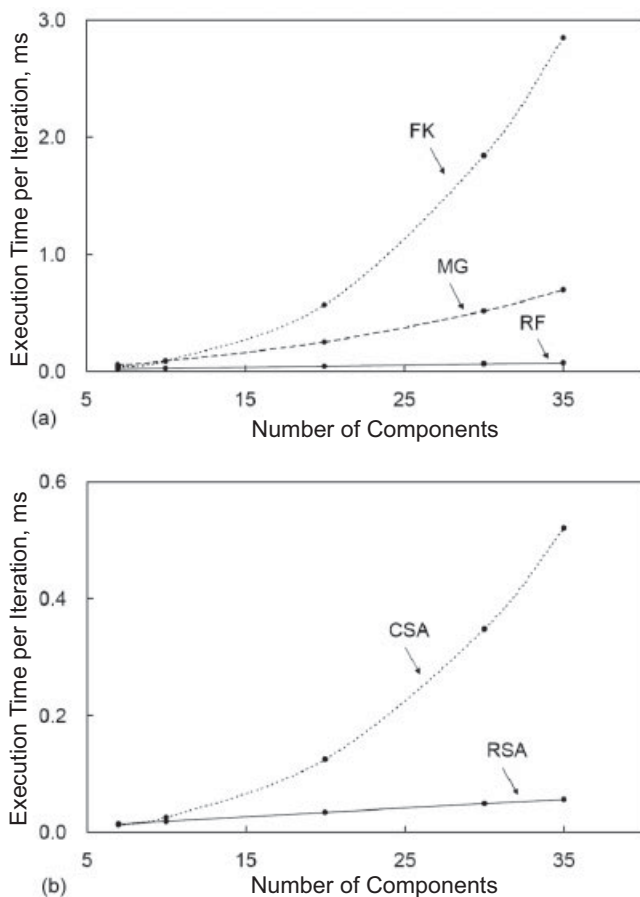 Execution Time per Iteration, ms
3.0
2.0
1.0
0.0
FK
MG
RF
5
15
25
35
(a)
Number of Components
Execution Time per Iteration, ms
0.6
0.4
0.2
0.0
CSA
RSA
5
15
25
35
(b)
Number of Components